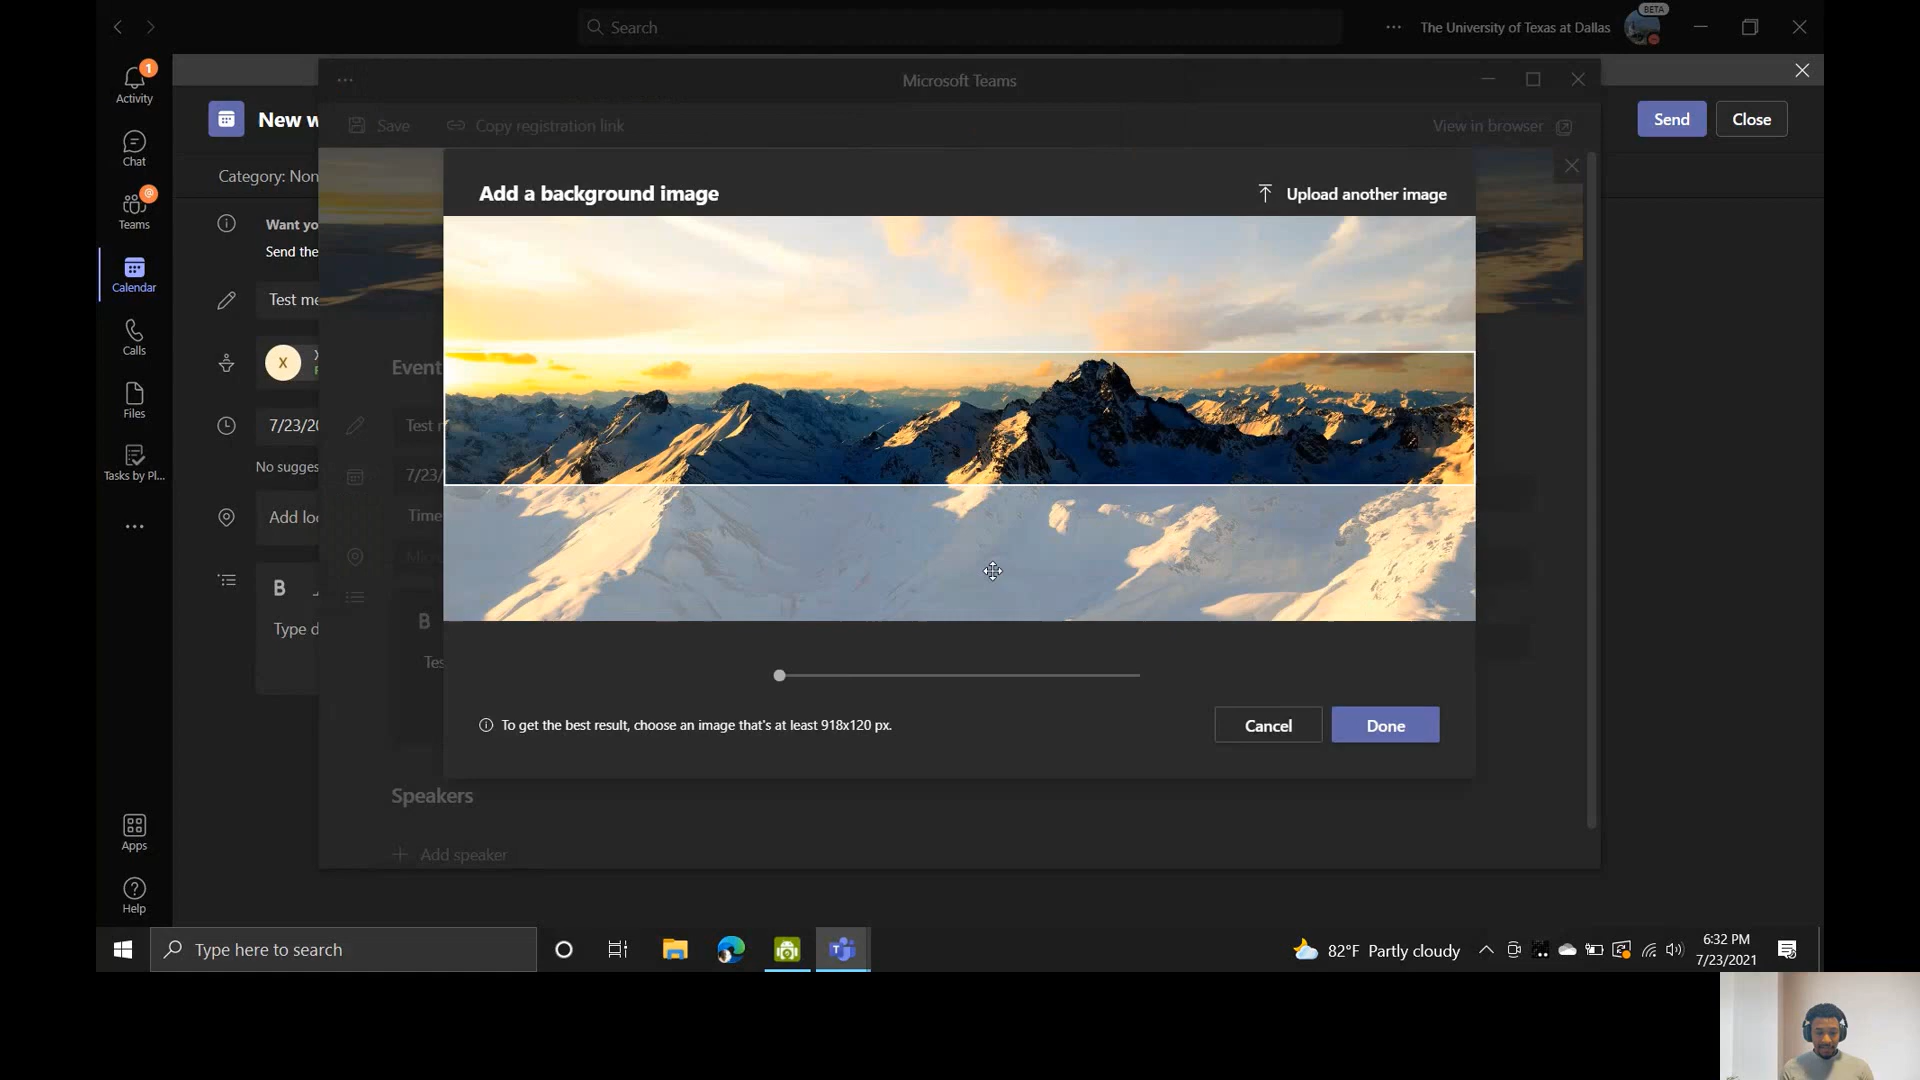 Search
The University of Texas at Dallas
BETA
1
Activity
Chat
@
Teams
Calendar
Calls
Files
Tasks by Pl...
Apps
Help
Microsoft Teams
New w
Save
Copy registration link
View in browser
Send
Close
Category: Non
Want yo
Send the
Test me
X
7/23/20
No sugges
Add loc
B
Type d
Event
Test m
7/23/
Time
Mic
B
Tes
Speakers
Add speaker
Add a background image
Upload another image
To get the best result, choose an image that's at least 918x120 px.
Cancel
Done
Type here to search
82°F Partly cloudy
6:32 PM
7/23/2021